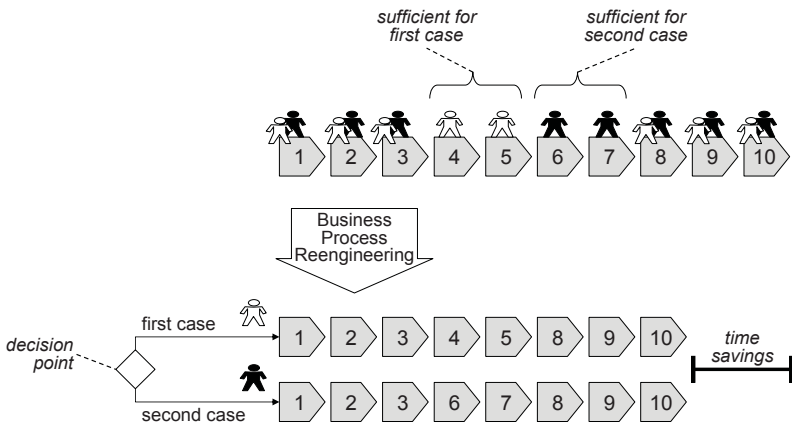 sufficient for
first case
sufficient for
second case
1 2 3 4 5 6 7 8 9 10
Business
Process
Reengineering
first case
1 2 3 4 5 8 9 10
decision
point
time
savings
second case
1 2 3 6 7 8 9 10